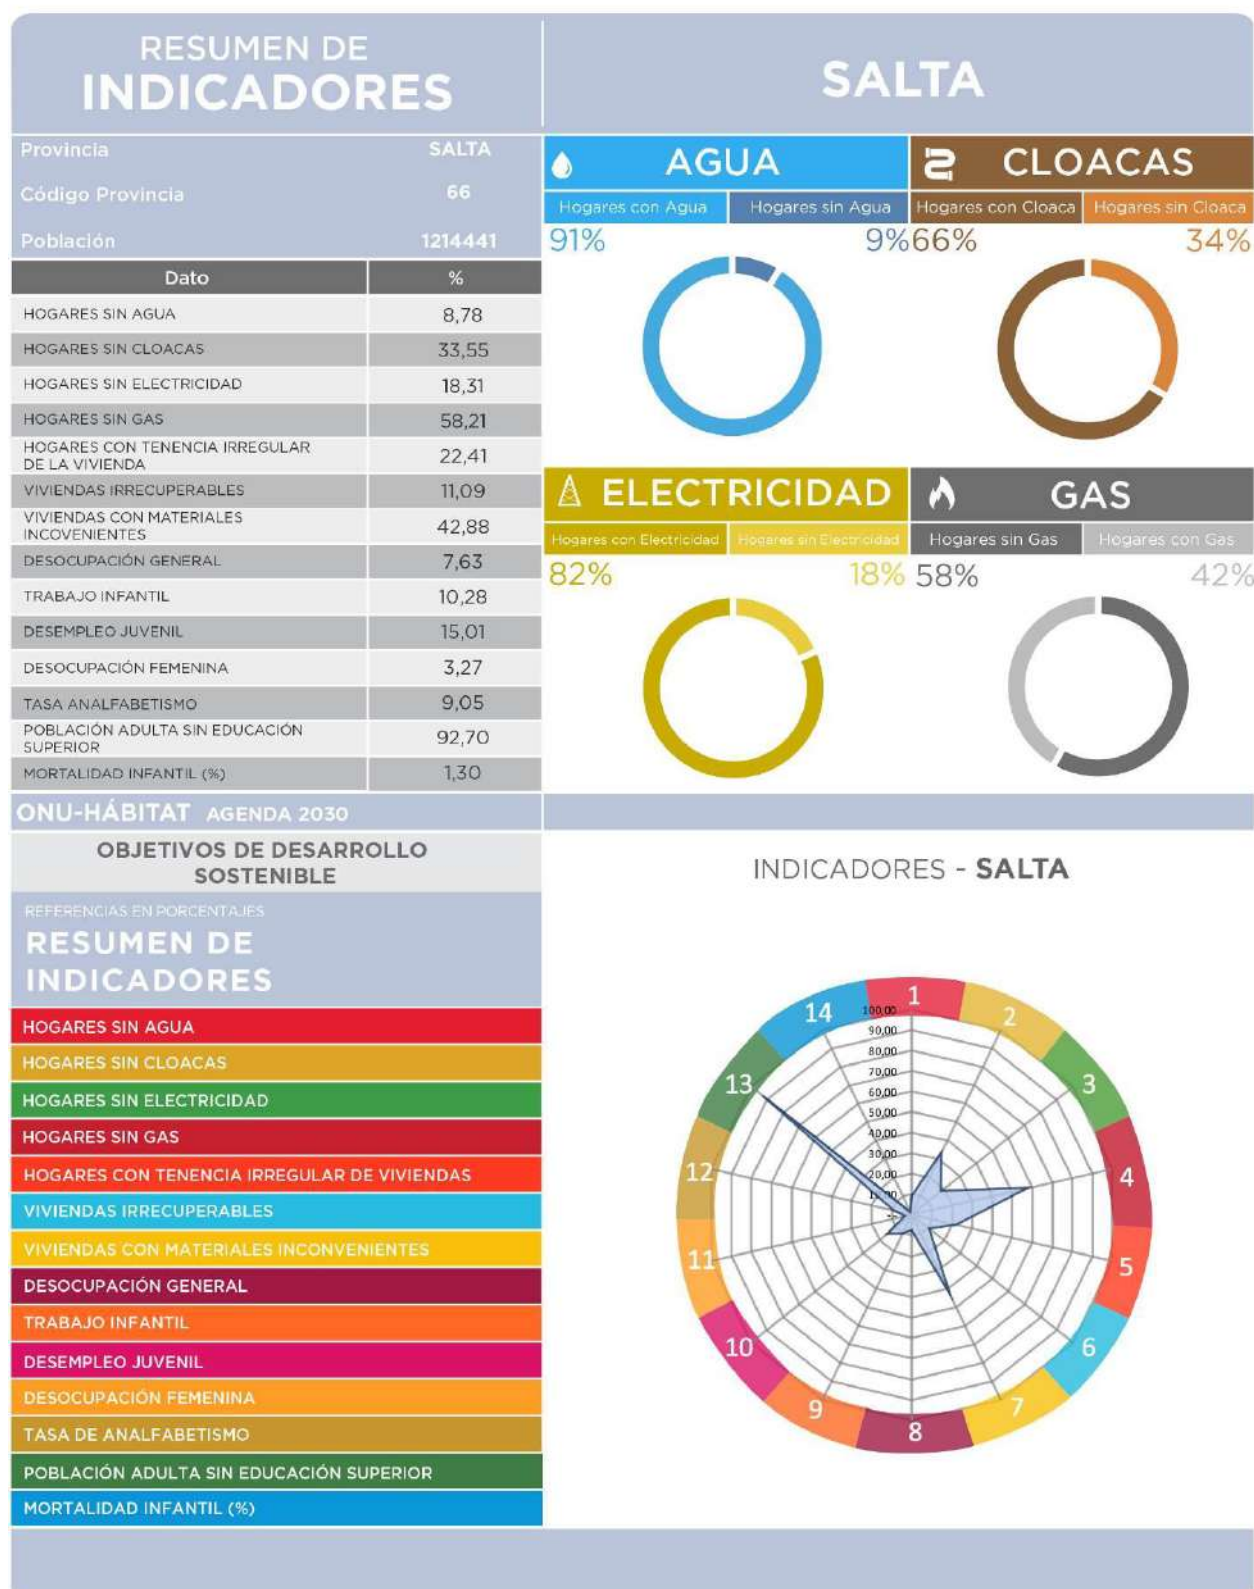 RESUMEN DE
INDICADORES
SALTA
Provincia SALTA
Código Provincia 66
Población 1214441
Dato %
HOGARES SIN AGUA 8,78
HOGARES SIN CLOACAS 33,55
HOGARES SIN ELECTRICIDAD 18,31
HOGARES SIN GAS 58,21
HOGARES CON TENENCIA IRREGULAR
DE LA VIVIENDA 22,41
VIVIENDAS IRRECUPERABLES 11,09
VIVIENDAS CON MATERIALES
INCOVENIENTES 42,88
DESOCUPACIÓN GENERAL 7,63
TRABAJO INFANTIL 10,28
DESEMPLEO JUVENIL 15,01
DESOCUPACIÓN FEMENINA 3,27
TASA ANALFABETISMO 9,05
POBLACIÓN ADULTA SIN EDUCACIÓN
SUPERIOR 92,70
MORTALIDAD INFANTIL (%) 1,30
AGUA
Hogares con Agua Hogares sin Agua
91% 9%
CLOACAS
Hogares con Cloaca Hogares sin Cloaca
66% 34%
ELECTRICIDAD
Hogares con Electricidad Hogares sin Electricidad
82% 18%
GAS
Hogares sin Gas Hogares con Gas
58% 42%
ONU-HÁBITAT AGENDA 2030
OBJETIVOS DE DESARROLLO
SOSTENIBLE
REFERENCIAS EN PORCENTAJES
RESUMEN DE
INDICADORES
HOGARES SIN AGUA
HOGARES SIN CLOACAS
HOGARES SIN ELECTRICIDAD
HOGARES SIN GAS
HOGARES CON TENENCIA IRREGULAR DE VIVIENDAS
VIVIENDAS IRRECUPERABLES
VIVIENDAS CON MATERIALES INCONVENIENTES
DESOCUPACIÓN GENERAL
TRABAJO INFANTIL
DESEMPLEO JUVENIL
DESOCUPACIÓN FEMENINA
TASA DE ANALFABETISMO
POBLACIÓN ADULTA SIN EDUCACIÓN SUPERIOR
MORTALIDAD INFANTIL (%)
INDICADORES - SALTA
1
2
3
4
5
6
7
8
9
10
11
12
13
14
100,00
90,00
80,00
70,00
60,00
50,00
40,00
30,00
20,00
10,00